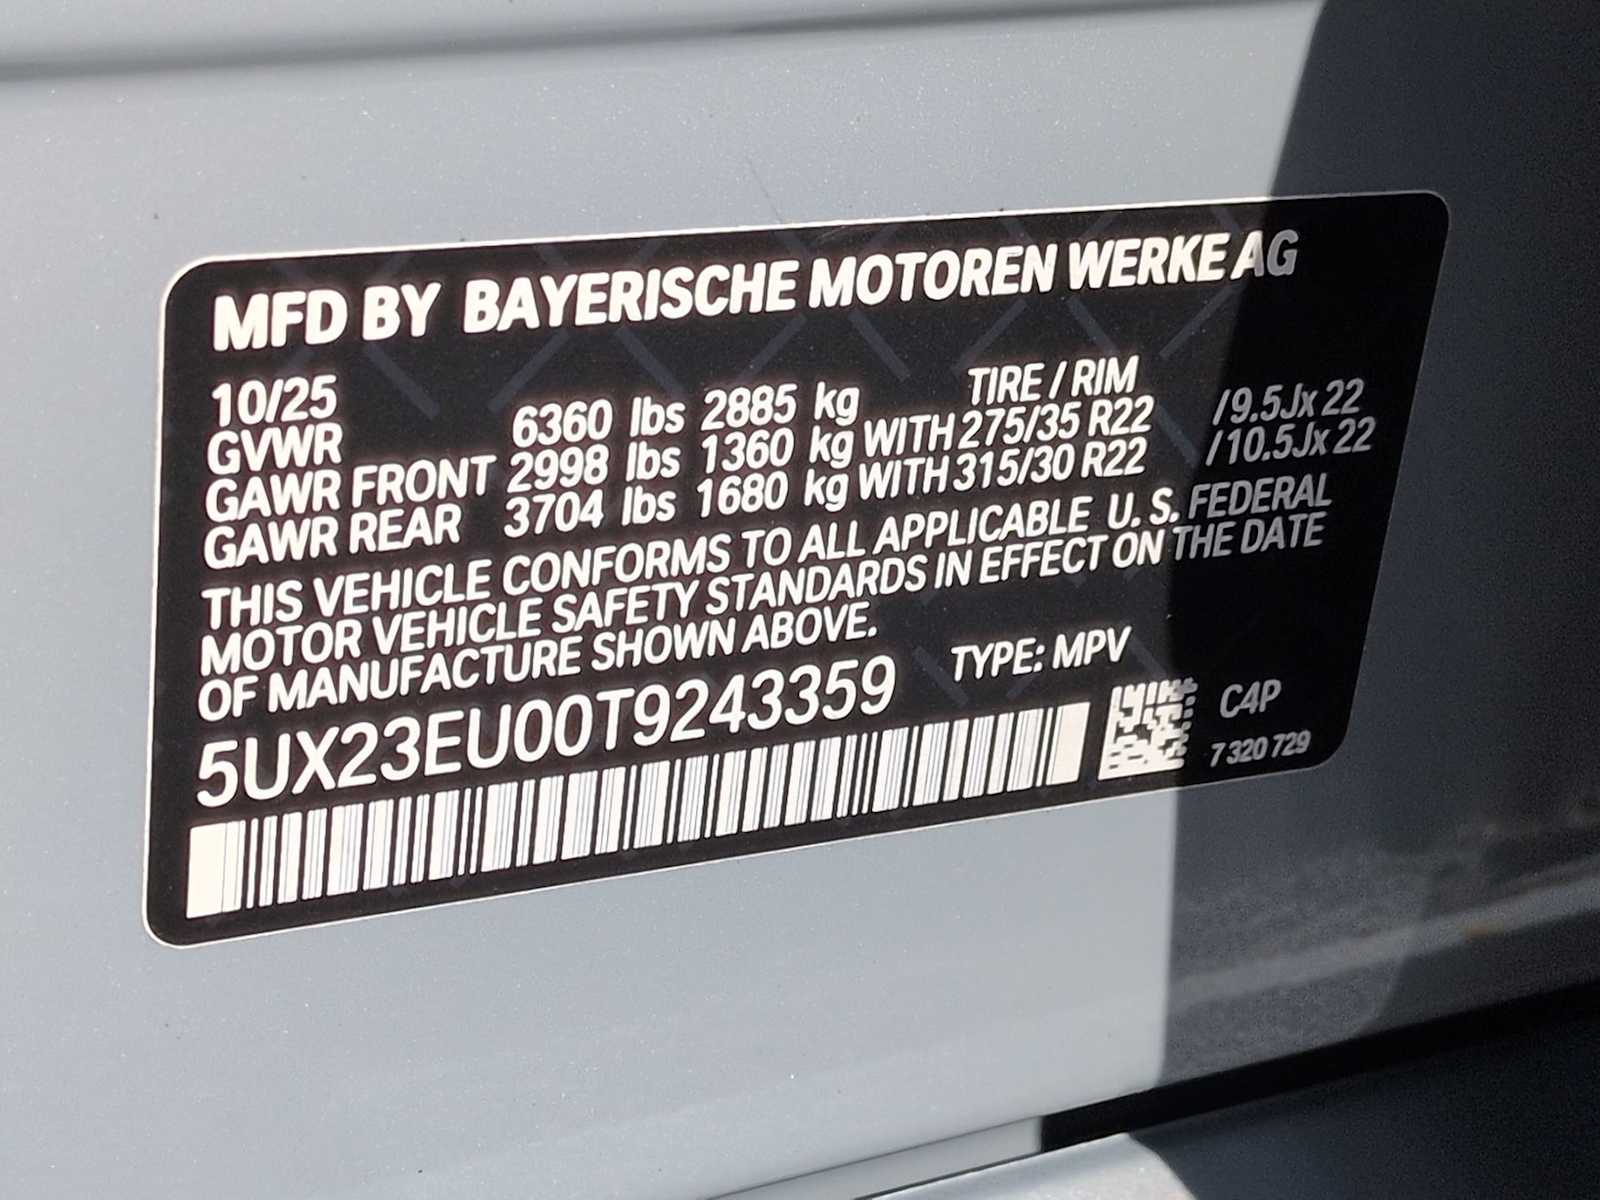 MFD BY BAYERISCHE MOTOREN WERKE AG
10/25 TIRE / RIM
GVWR 6360 lbs 2885 kg
GAWR FRONT 2998 lbs 1360 kg WITH 275/35 R22 /9.5Jx 22
GAWR REAR 3704 lbs 1680 kg WITH 315/30 R22 /10.5Jx 22
THIS VEHICLE CONFORMS TO ALL APPLICABLE U. S. FEDERAL
MOTOR VEHICLE SAFETY STANDARDS IN EFFECT ON THE DATE
OF MANUFACTURE SHOWN ABOVE.
5UX23EU00T9243359 TYPE: MPV
C4P
7 320 729